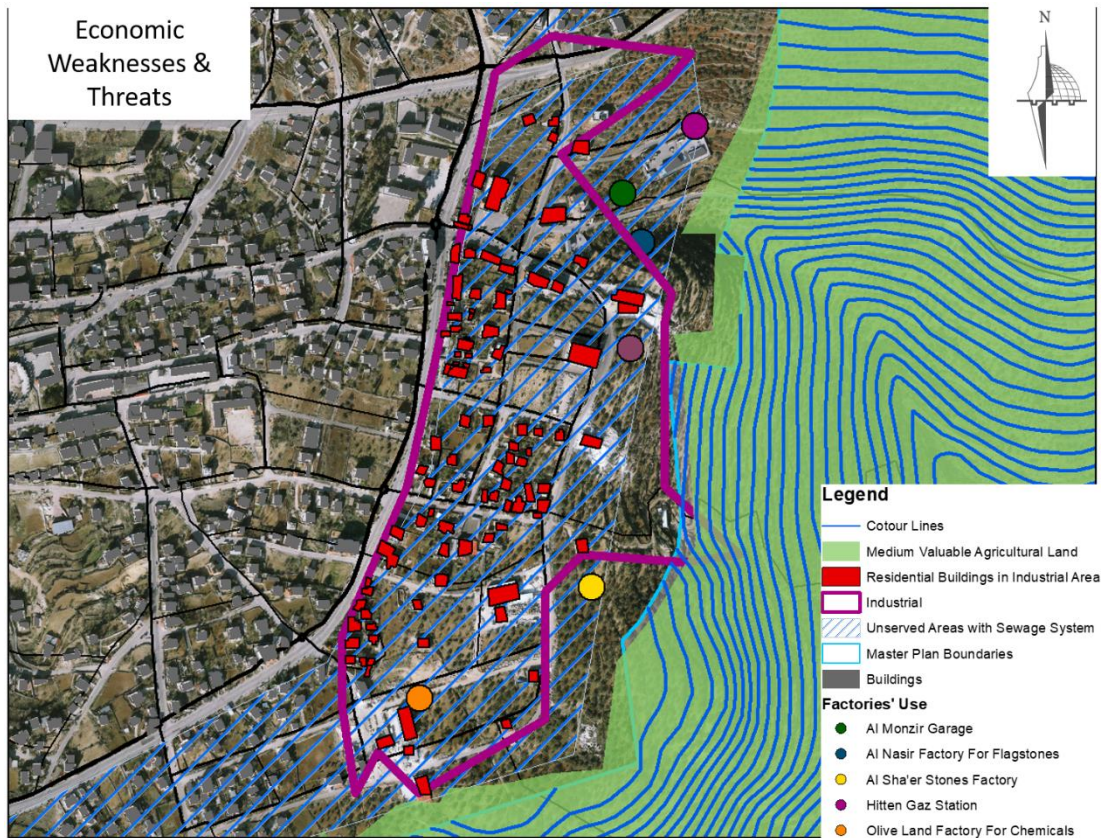 Economic
Weaknesses &
Threats
N
Legend
Cotour Lines
Medium Valuable Agricultural Land
Residential Buildings in Industrial Area
Industrial
Unserved Areas with Sewage System
Master Plan Boundaries
Buildings
Factories' Use
Al Monzir Garage
Al Nasir Factory For Flagstones
Al Sha'er Stones Factory
Hitten Gaz Station
Olive Land Factory For Chemicals